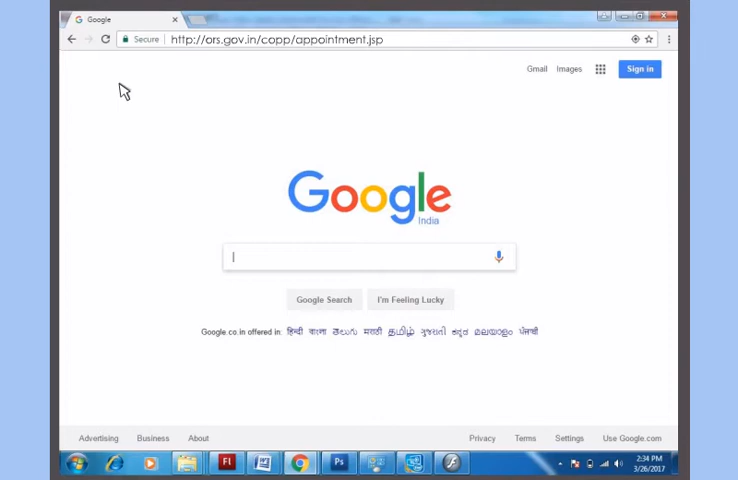 Google
Secure http://ors.gov.in/copp/appointment.jsp
Gmail Images Sign in
Google
India
Google Search I'm Feeling Lucky
Google.co.in offered in: हिन्दी বাংলা తెలుగు मराठी தமிழ் ગુજરાતી ಕನ್ನಡ മലയാളം ਪੰਜਾਬੀ
Advertising Business About Privacy Terms Settings Use Google.com
Fl W Ps
2:34 PM
3/26/2017